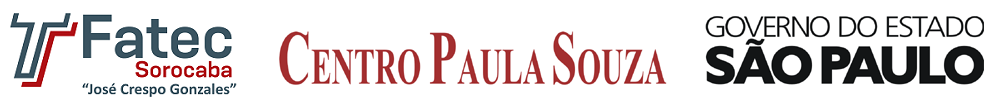 Fatec
Sorocaba
“José Crespo Gonzales”
CENTRO PAULA SOUZA
GOVERNO DO ESTADO
SÃO PAULO